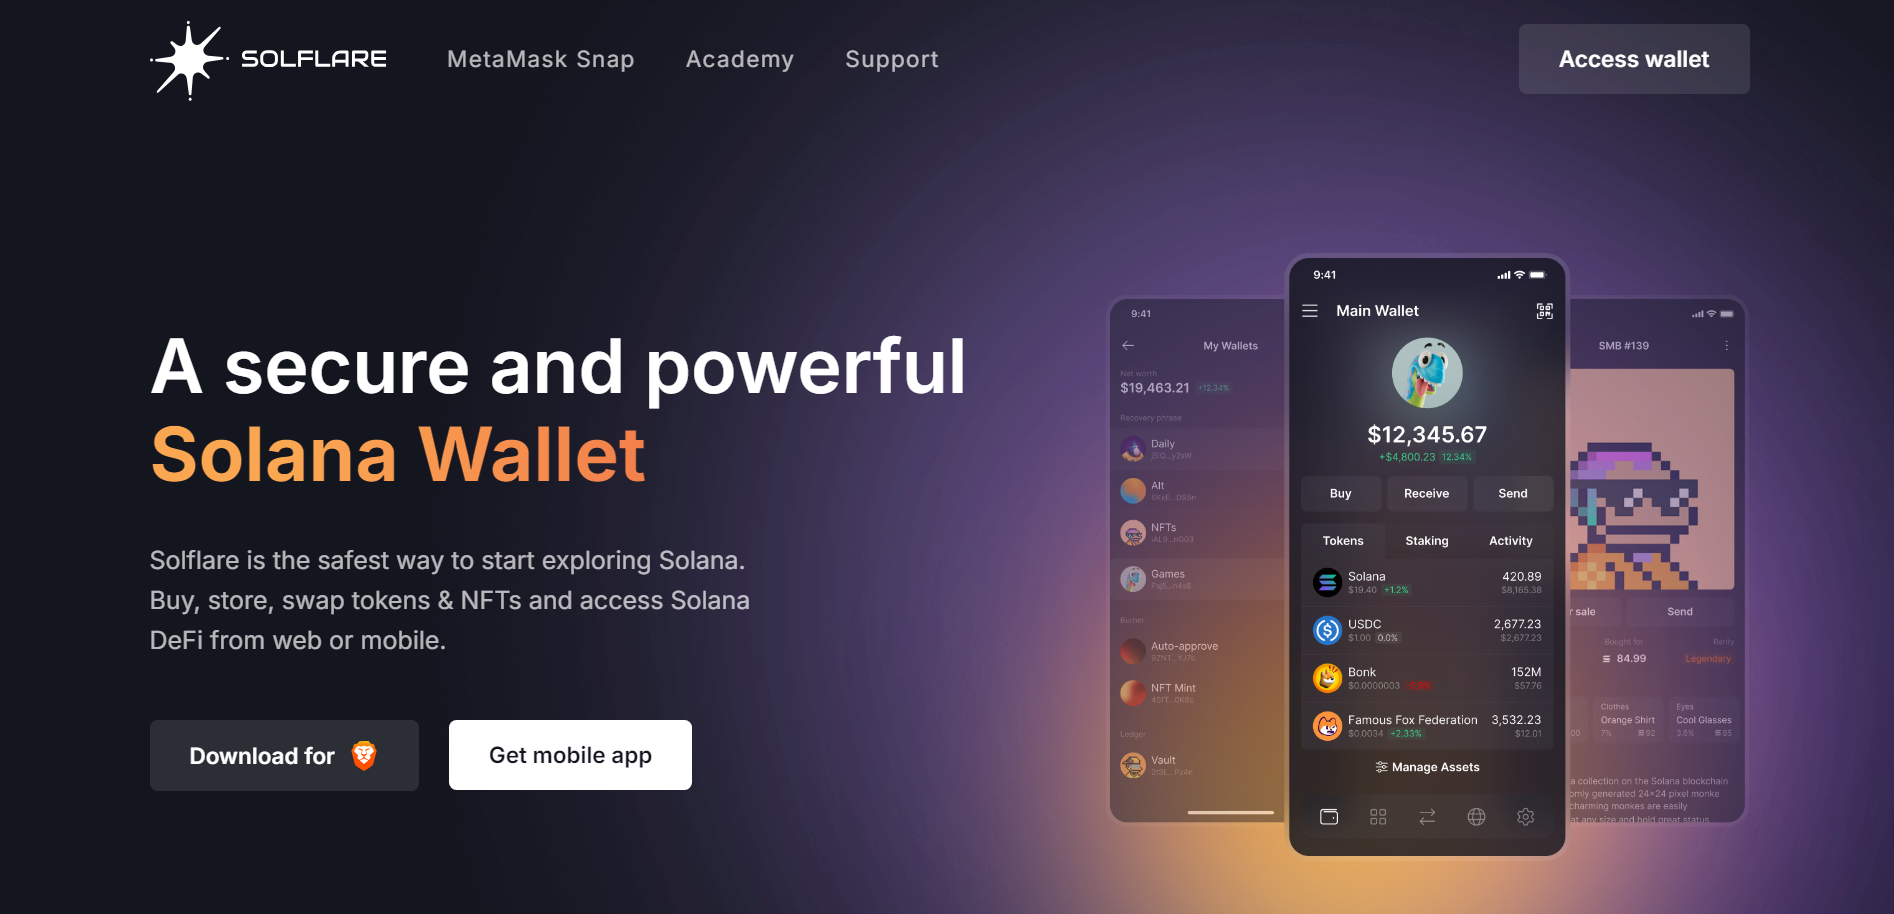 SOLFLARE
MetaMask Snap
Academy
Support
Access wallet
A secure and powerful
Solana Wallet
Solflare is the safest way to start exploring Solana.
Buy, store, swap tokens & NFTs and access Solana
DeFi from web or mobile.
Download for
Get mobile app
9:41
My Wallets
Net worth
$19,463.21 +12.34%
Recovery phrase
Daily
Alt
NFTs
Games
Burner
Auto-approve
NFT Mint
Ledger
Vault
9:41
Main Wallet
$12,345.67
+$4,800.23 12.34%
Buy
Receive
Send
Tokens
Staking
Activity
Solana 420.89
$19.40 +1.2% $8,165.38
USDC 2,677.23
$1.00 0.0% $2,677.23
Bonk 152M
$0.0000003 $57.76
Famous Fox Federation 3,532.23
$0.0034 +2.33% $12.01
Manage Assets
SMB #139
r sale
Send
Bought for
Rarity
84.99
Legendary
Clothes
Orange Shirt
7% 92
Eyes
Cool Glasses
3.6% 85
a collection on the Solana blockchain
omly generated 24x24 pixel monke
charming monkes are easily
at any size and hold great status